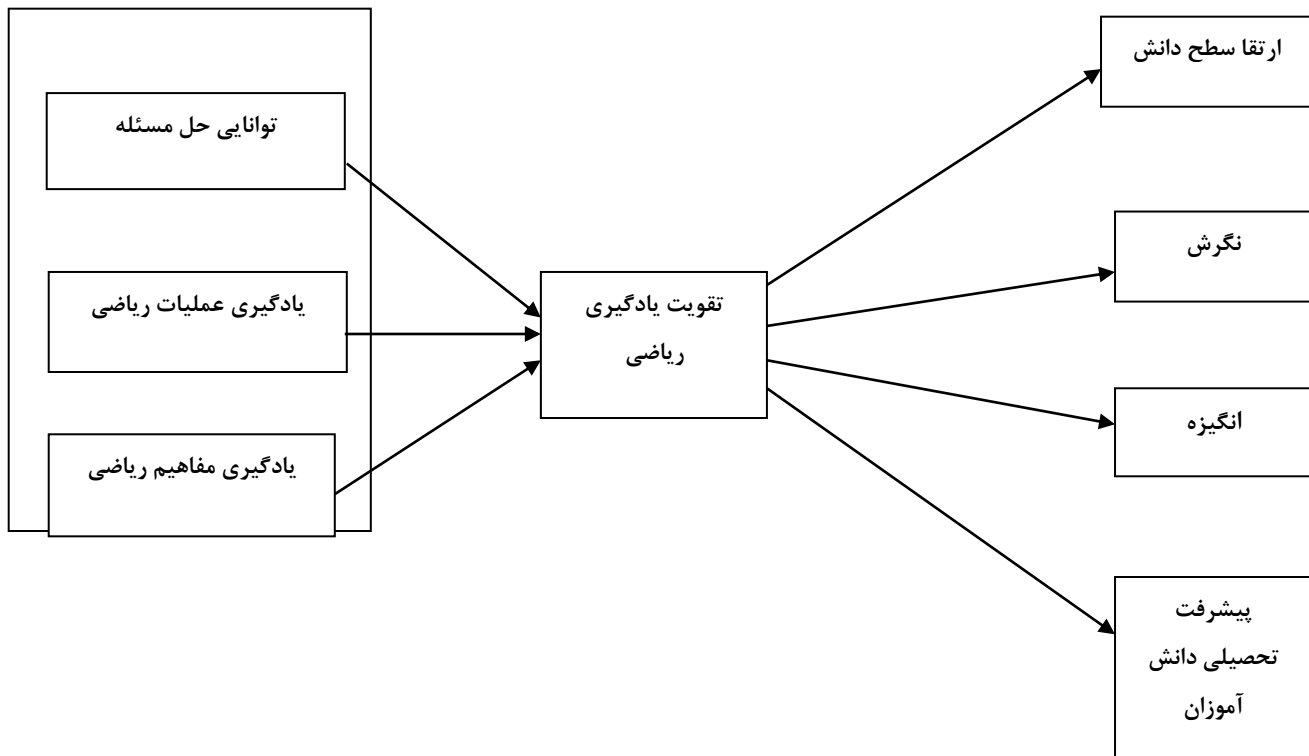 توانایی حل مسئله
یادگیری عملیات ریاضی
یادگیری مفاهیم ریاضی
تقویت یادگیری
ریاضی
ارتقا سطح دانش
نگرش
انگیزه
پیشرفت
تحصیلی دانش
آموزان